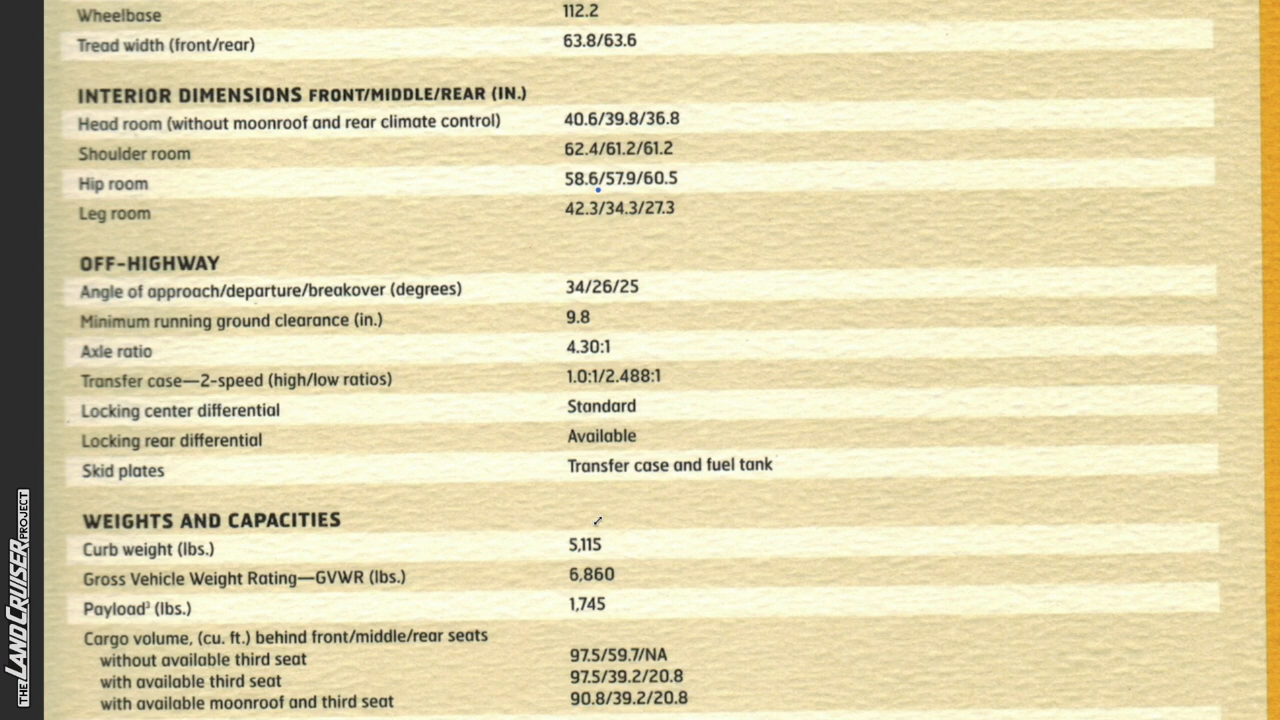 Wheelbase 112.2
Tread width (front/rear) 63.8/63.6
INTERIOR DIMENSIONS FRONT/MIDDLE/REAR (IN.)
Head room (without moonroof and rear climate control) 40.6/39.8/36.8
Shoulder room 62.4/61.2/61.2
Hip room 58.6/57.9/60.5
Leg room 42.3/34.3/27.3
OFF-HIGHWAY
Angle of approach/departure/breakover (degrees) 34/26/25
Minimum running ground clearance (in.) 9.8
Axle ratio 4.30:1
Transfer case—2-speed (high/low ratios) 1.0:1/2.488:1
Locking center differential Standard
Locking rear differential Available
Skid plates Transfer case and fuel tank
WEIGHTS AND CAPACITIES
Curb weight (lbs.) 5,115
Gross Vehicle Weight Rating—GVWR (lbs.) 6,860
Payload³ (lbs.) 1,745
Cargo volume, (cu. ft.) behind front/middle/rear seats
without available third seat 97.5/59.7/NA
with available third seat 97.5/39.2/20.8
with available moonroof and third seat 90.8/39.2/20.8
THE LAND CRUISER PROJECT